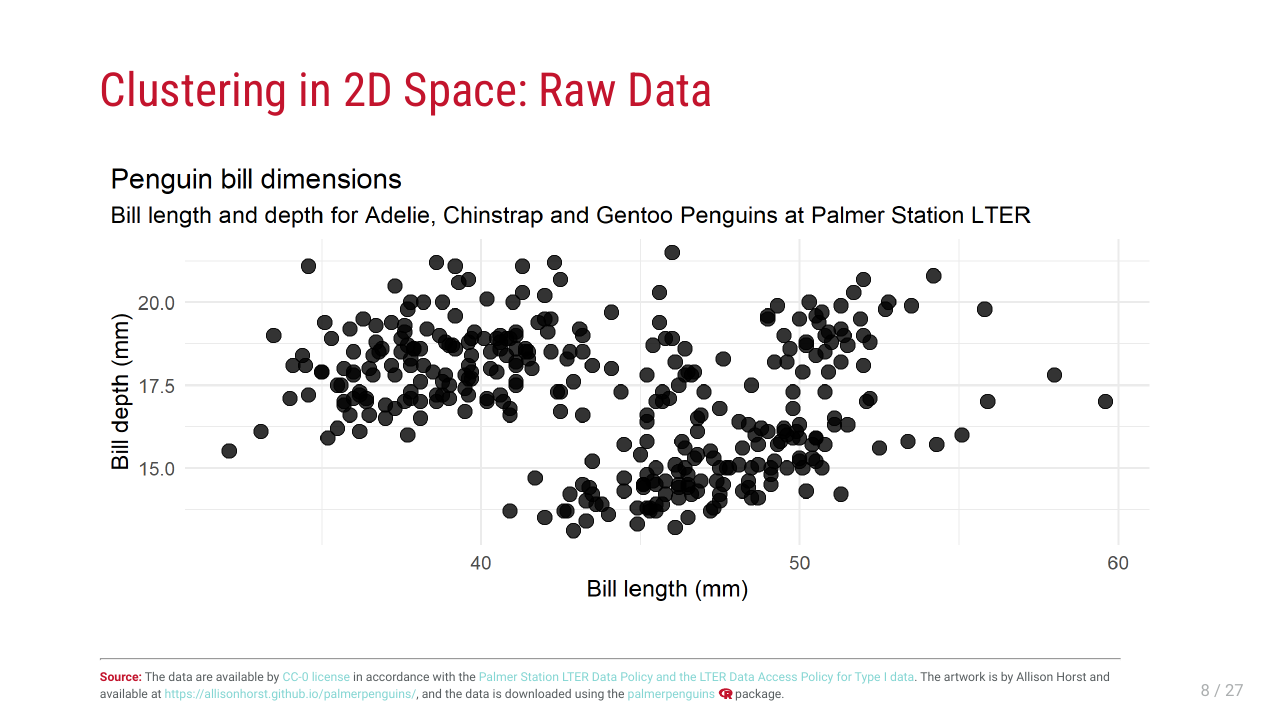 Clustering in 2D Space: Raw Data
Penguin bill dimensions
Bill length and depth for Adelie, Chinstrap and Gentoo Penguins at Palmer Station LTER
20.0
17.5
15.0
Bill depth (mm)
40 50 60
Bill length (mm)
Source: The data are available by CC-0 license in accordance with the Palmer Station LTER Data Policy and the LTER Data Access Policy for Type I data. The artwork is by Allison Horst and
available at https://allisonhorst.github.io/palmerpenguins/, and the data is downloaded using the palmerpenguins R package.
8 / 27